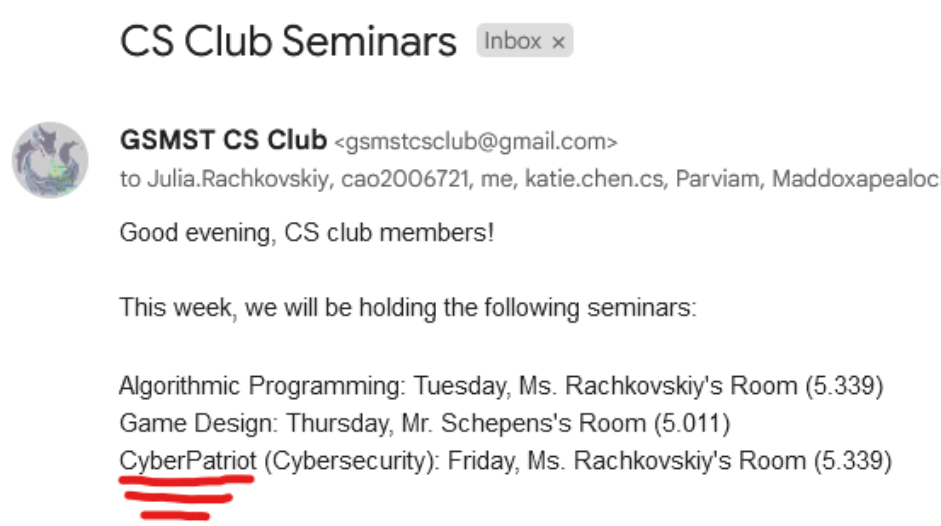 CS Club Seminars Inbox ×
GSMST CS Club <gsmstcsclub@gmail.com>
to Julia.Rachkovskiy, cao2006721, me, katie.chen.cs, Parviam, Maddoxapealoc
Good evening, CS club members!
This week, we will be holding the following seminars:
Algorithmic Programming: Tuesday, Ms. Rachkovskiy's Room (5.339)
Game Design: Thursday, Mr. Schepens's Room (5.011)
CyberPatriot (Cybersecurity): Friday, Ms. Rachkovskiy's Room (5.339)